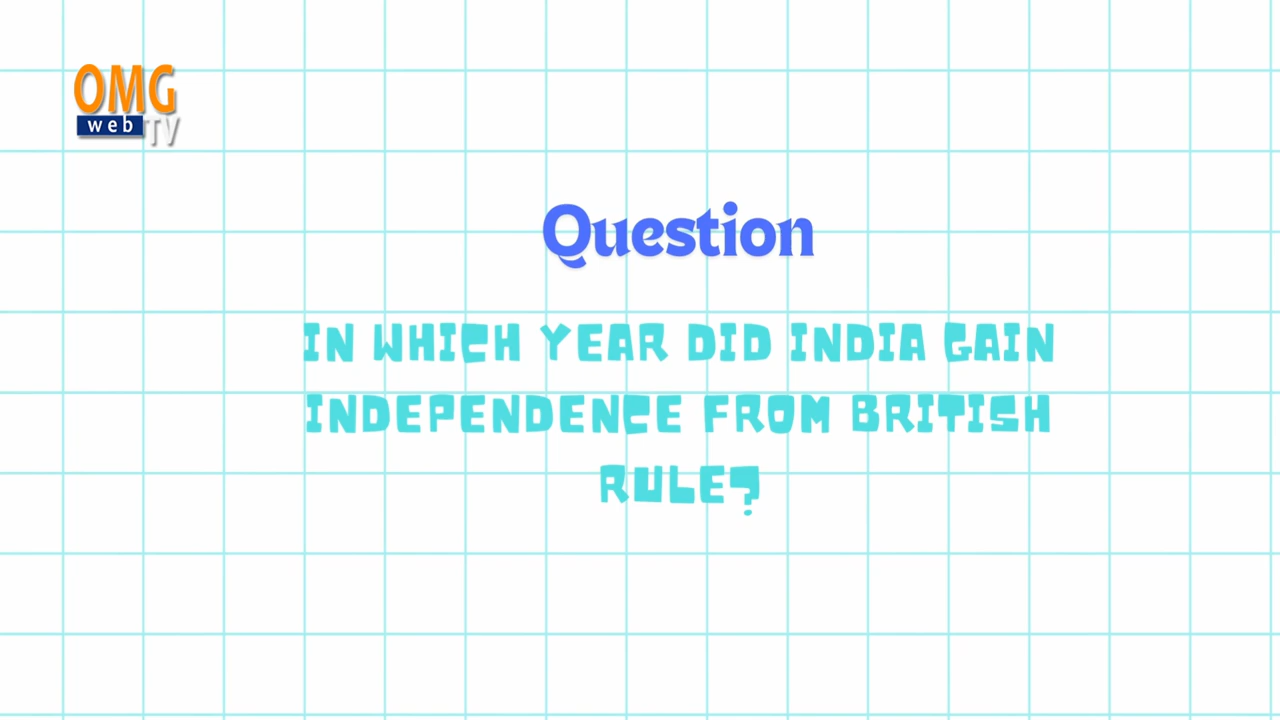 OMG
web TV
Question
IN WHICH YEAR DID INDIA GAIN
INDEPENDENCE FROM BRITISH
RULE?